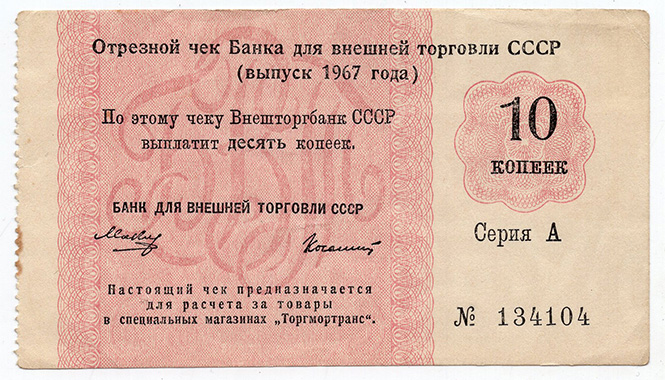 Отрезной чек Банка для внешней торговли СССР
(выпуск 1967 года)
По этому чеку Внешторгбанк СССР
выплатит десять копеек.
10
КОПЕЕК
БАНК ДЛЯ ВНЕШНЕЙ ТОРГОВЛИ СССР
Серия А
Настоящий чек предназначается
для расчета за товары
в специальных магазинах „Торгмортранс“.
№ 134104